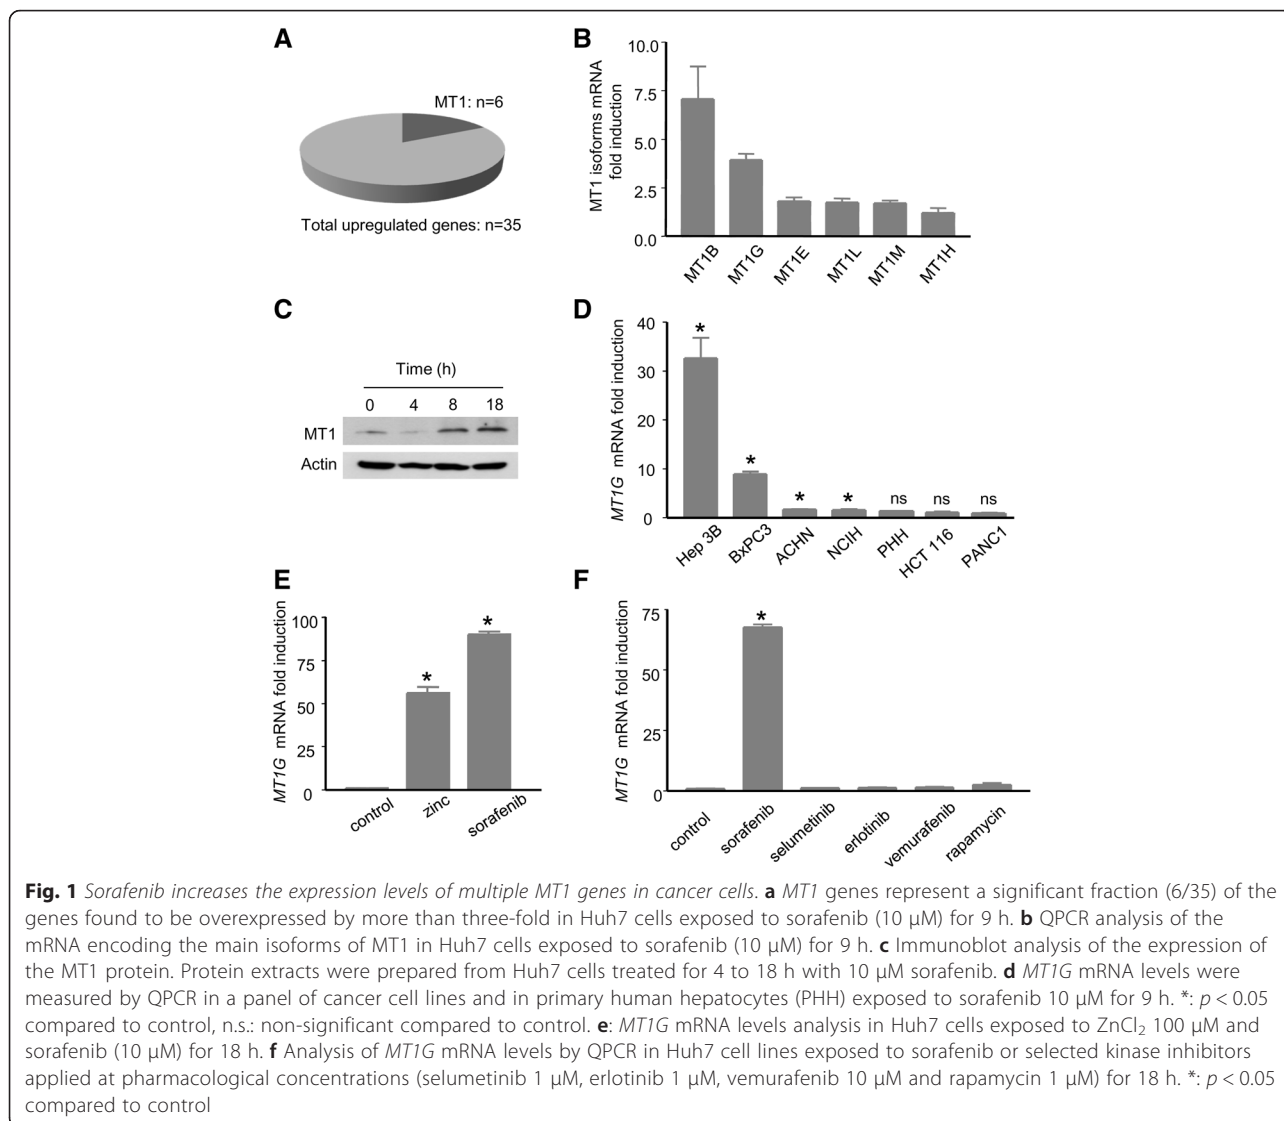 A
MT1: n=6
Total upregulated genes: n=35
B
MT1 isoforms mRNA
fold induction
10.0
7.5
5.0
2.5
0.0
MT1B
MT1G
MT1E
MT1L
MT1M
MT1H
C
Time (h)
0 4 8 18
MT1
Actin
D
MT1G mRNA fold induction
40
30
20
10
0
*
*
*
*
ns
ns
ns
Hep 3B
BxPC3
ACHN
NCIH
PHH
HCT 116
PANC1
E
MT1G mRNA fold induction
100
75
50
25
0
*
*
control
zinc
sorafenib
F
MT1G mRNA fold induction
75
50
25
0
*
control
sorafenib
selumetinib
erlotinib
vemurafenib
rapamycin
Fig. 1 Sorafenib increases the expression levels of multiple MT1 genes in cancer cells. a MT1 genes represent a significant fraction (6/35) of the
genes found to be overexpressed by more than three-fold in Huh7 cells exposed to sorafenib (10 μM) for 9 h. b QPCR analysis of the
mRNA encoding the main isoforms of MT1 in Huh7 cells exposed to sorafenib (10 μM) for 9 h. c Immunoblot analysis of the expression of
the MT1 protein. Protein extracts were prepared from Huh7 cells treated for 4 to 18 h with 10 μM sorafenib. d MT1G mRNA levels were
measured by QPCR in a panel of cancer cell lines and in primary human hepatocytes (PHH) exposed to sorafenib 10 μM for 9 h. *: p < 0.05
compared to control, n.s.: non-significant compared to control. e: MT1G mRNA levels analysis in Huh7 cells exposed to ZnCl₂ 100 μM and
sorafenib (10 μM) for 18 h. f Analysis of MT1G mRNA levels by QPCR in Huh7 cell lines exposed to sorafenib or selected kinase inhibitors
applied at pharmacological concentrations (selumetinib 1 μM, erlotinib 1 μM, vemurafenib 10 μM and rapamycin 1 μM) for 18 h. *: p < 0.05
compared to control